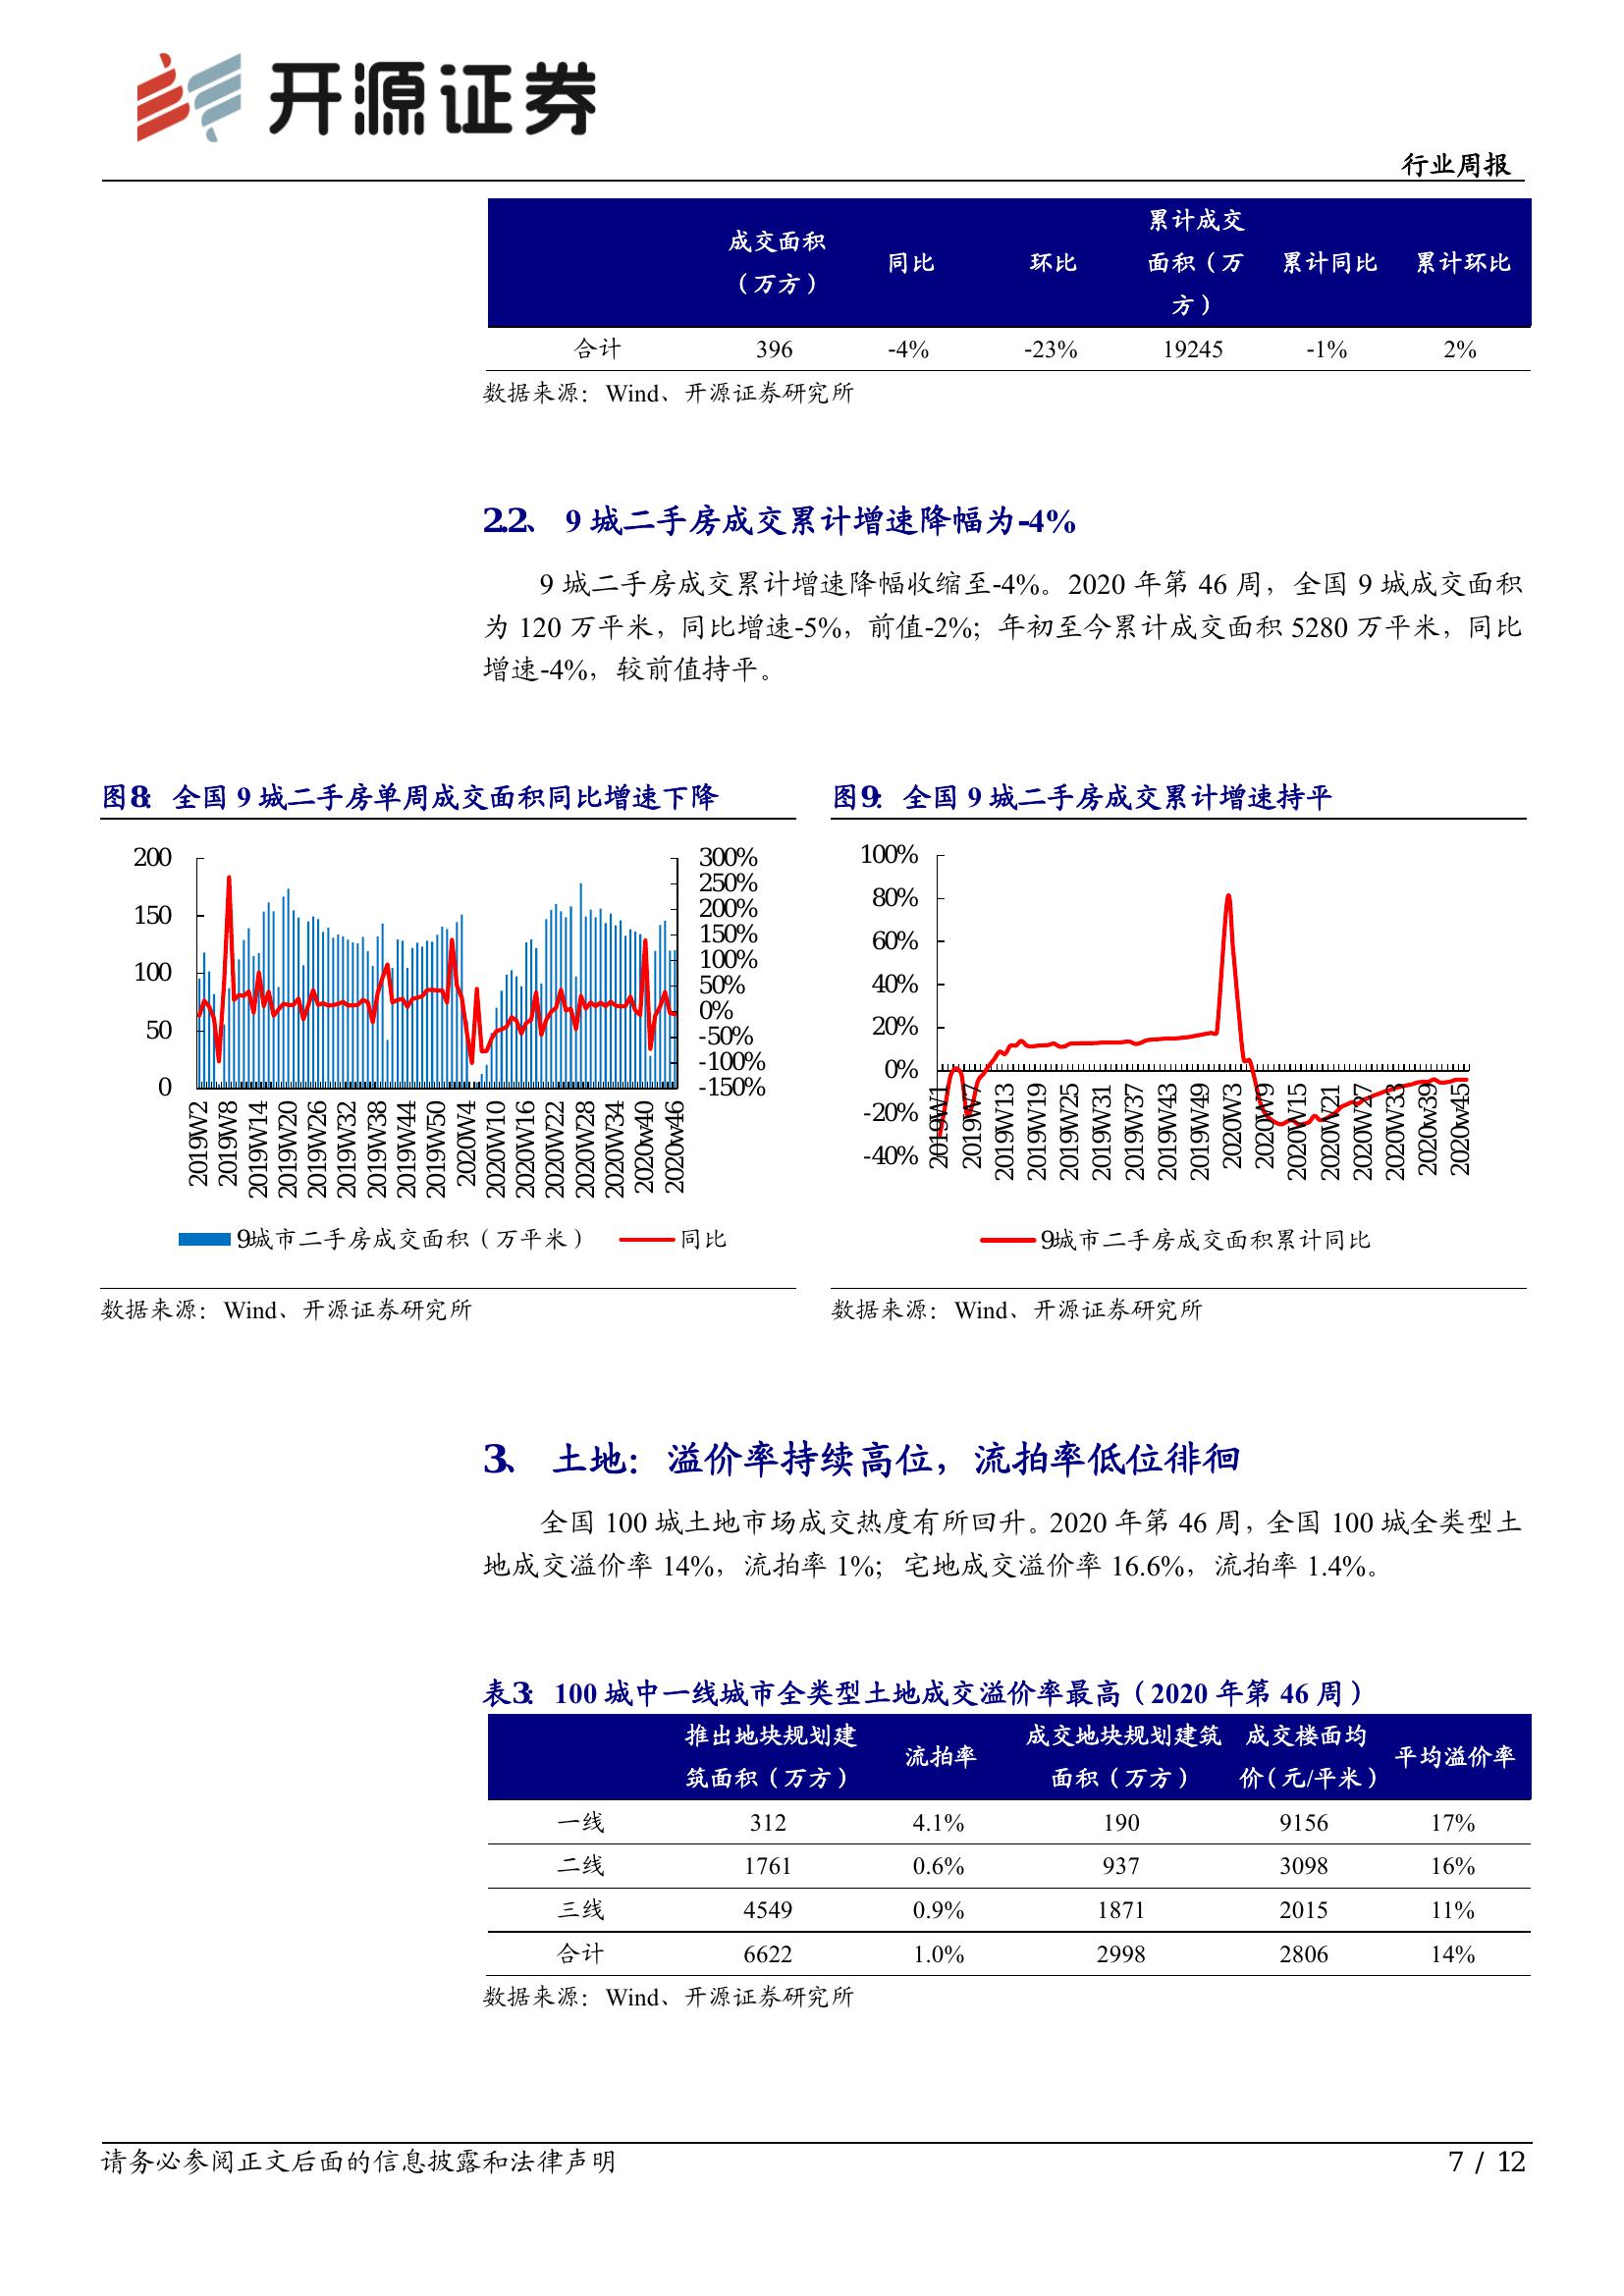 开源证券
行业周报
成交面积（万方） 同比 环比 累计成交面积（万方） 累计同比 累计环比
合计 396 -4% -23% 19245 -1% 2%
数据来源：Wind、开源证券研究所
2.2、 9 城二手房成交累计增速降幅为-4%
9 城二手房成交累计增速降幅收缩至-4%。2020 年第 46 周，全国 9 城成交面积
为 120 万平米，同比增速-5%，前值-2%；年初至今累计成交面积 5280 万平米，同比
增速-4%，较前值持平。
图8：全国 9 城二手房单周成交面积同比增速下降
200
150
100
50
0
300%
250%
200%
150%
100%
50%
0%
-50%
-100%
-150%
2019W2 2019W8 2019W14 2019W20 2019W26 2019W32 2019W38 2019W44 2019W50 2020W4 2020W10 2020W16 2020W22 2020W28 2020W34 2020w40 2020w46
9城市二手房成交面积（万平米） 同比
数据来源：Wind、开源证券研究所
图9：全国 9 城二手房成交累计增速持平
100%
80%
60%
40%
20%
0%
-20%
-40%
2019W1 2019W7 2019W13 2019W19 2019W25 2019W31 2019W37 2019W43 2019W49 2020W3 2020W9 2020W15 2020W21 2020W27 2020W33 2020w39 2020w45
9城市二手房成交面积累计同比
数据来源：Wind、开源证券研究所
3、 土地：溢价率持续高位，流拍率低位徘徊
全国 100 城土地市场成交热度有所回升。2020 年第 46 周，全国 100 城全类型土
地成交溢价率 14%，流拍率 1%；宅地成交溢价率 16.6%，流拍率 1.4%。
表3：100 城中一线城市全类型土地成交溢价率最高（2020 年第 46 周）
推出地块规划建筑面积（万方） 流拍率 成交地块规划建筑面积（万方） 成交楼面均价（元/平米） 平均溢价率
一线 312 4.1% 190 9156 17%
二线 1761 0.6% 937 3098 16%
三线 4549 0.9% 1871 2015 11%
合计 6622 1.0% 2998 2806 14%
数据来源：Wind、开源证券研究所
请务必参阅正文后面的信息披露和法律声明
7 / 12